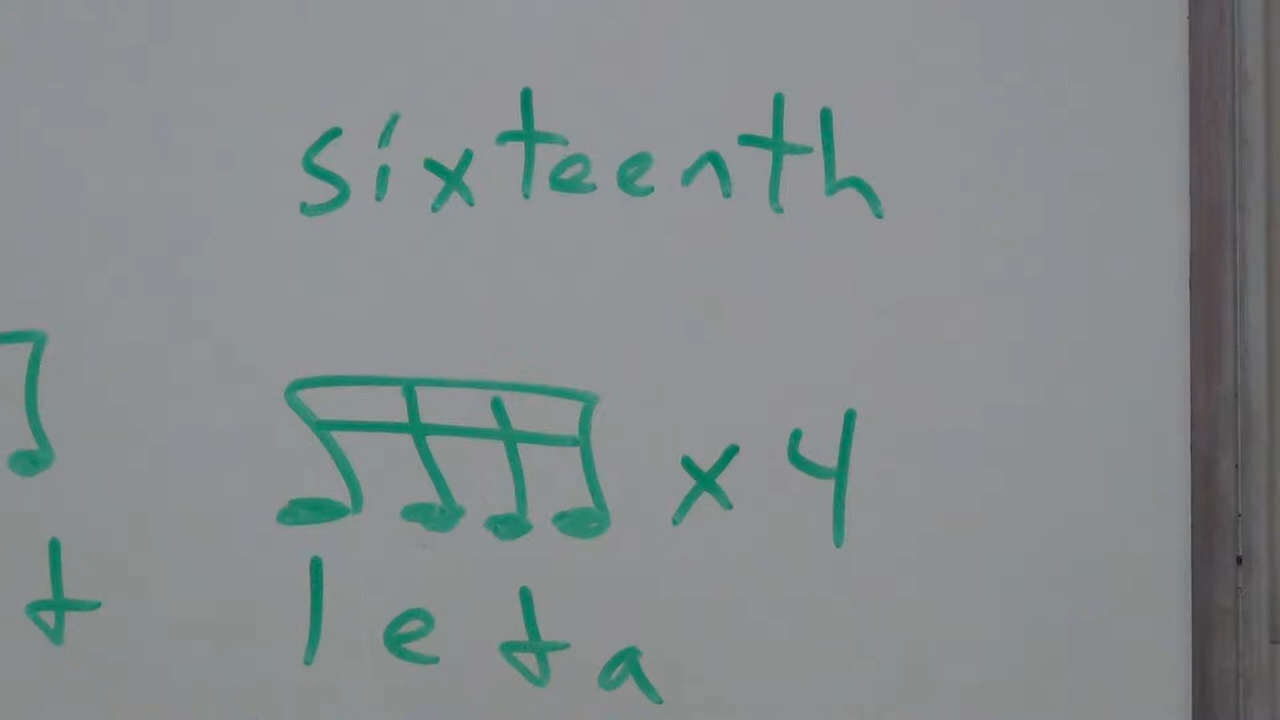 sixteenth
x 4
+ 1 e + a